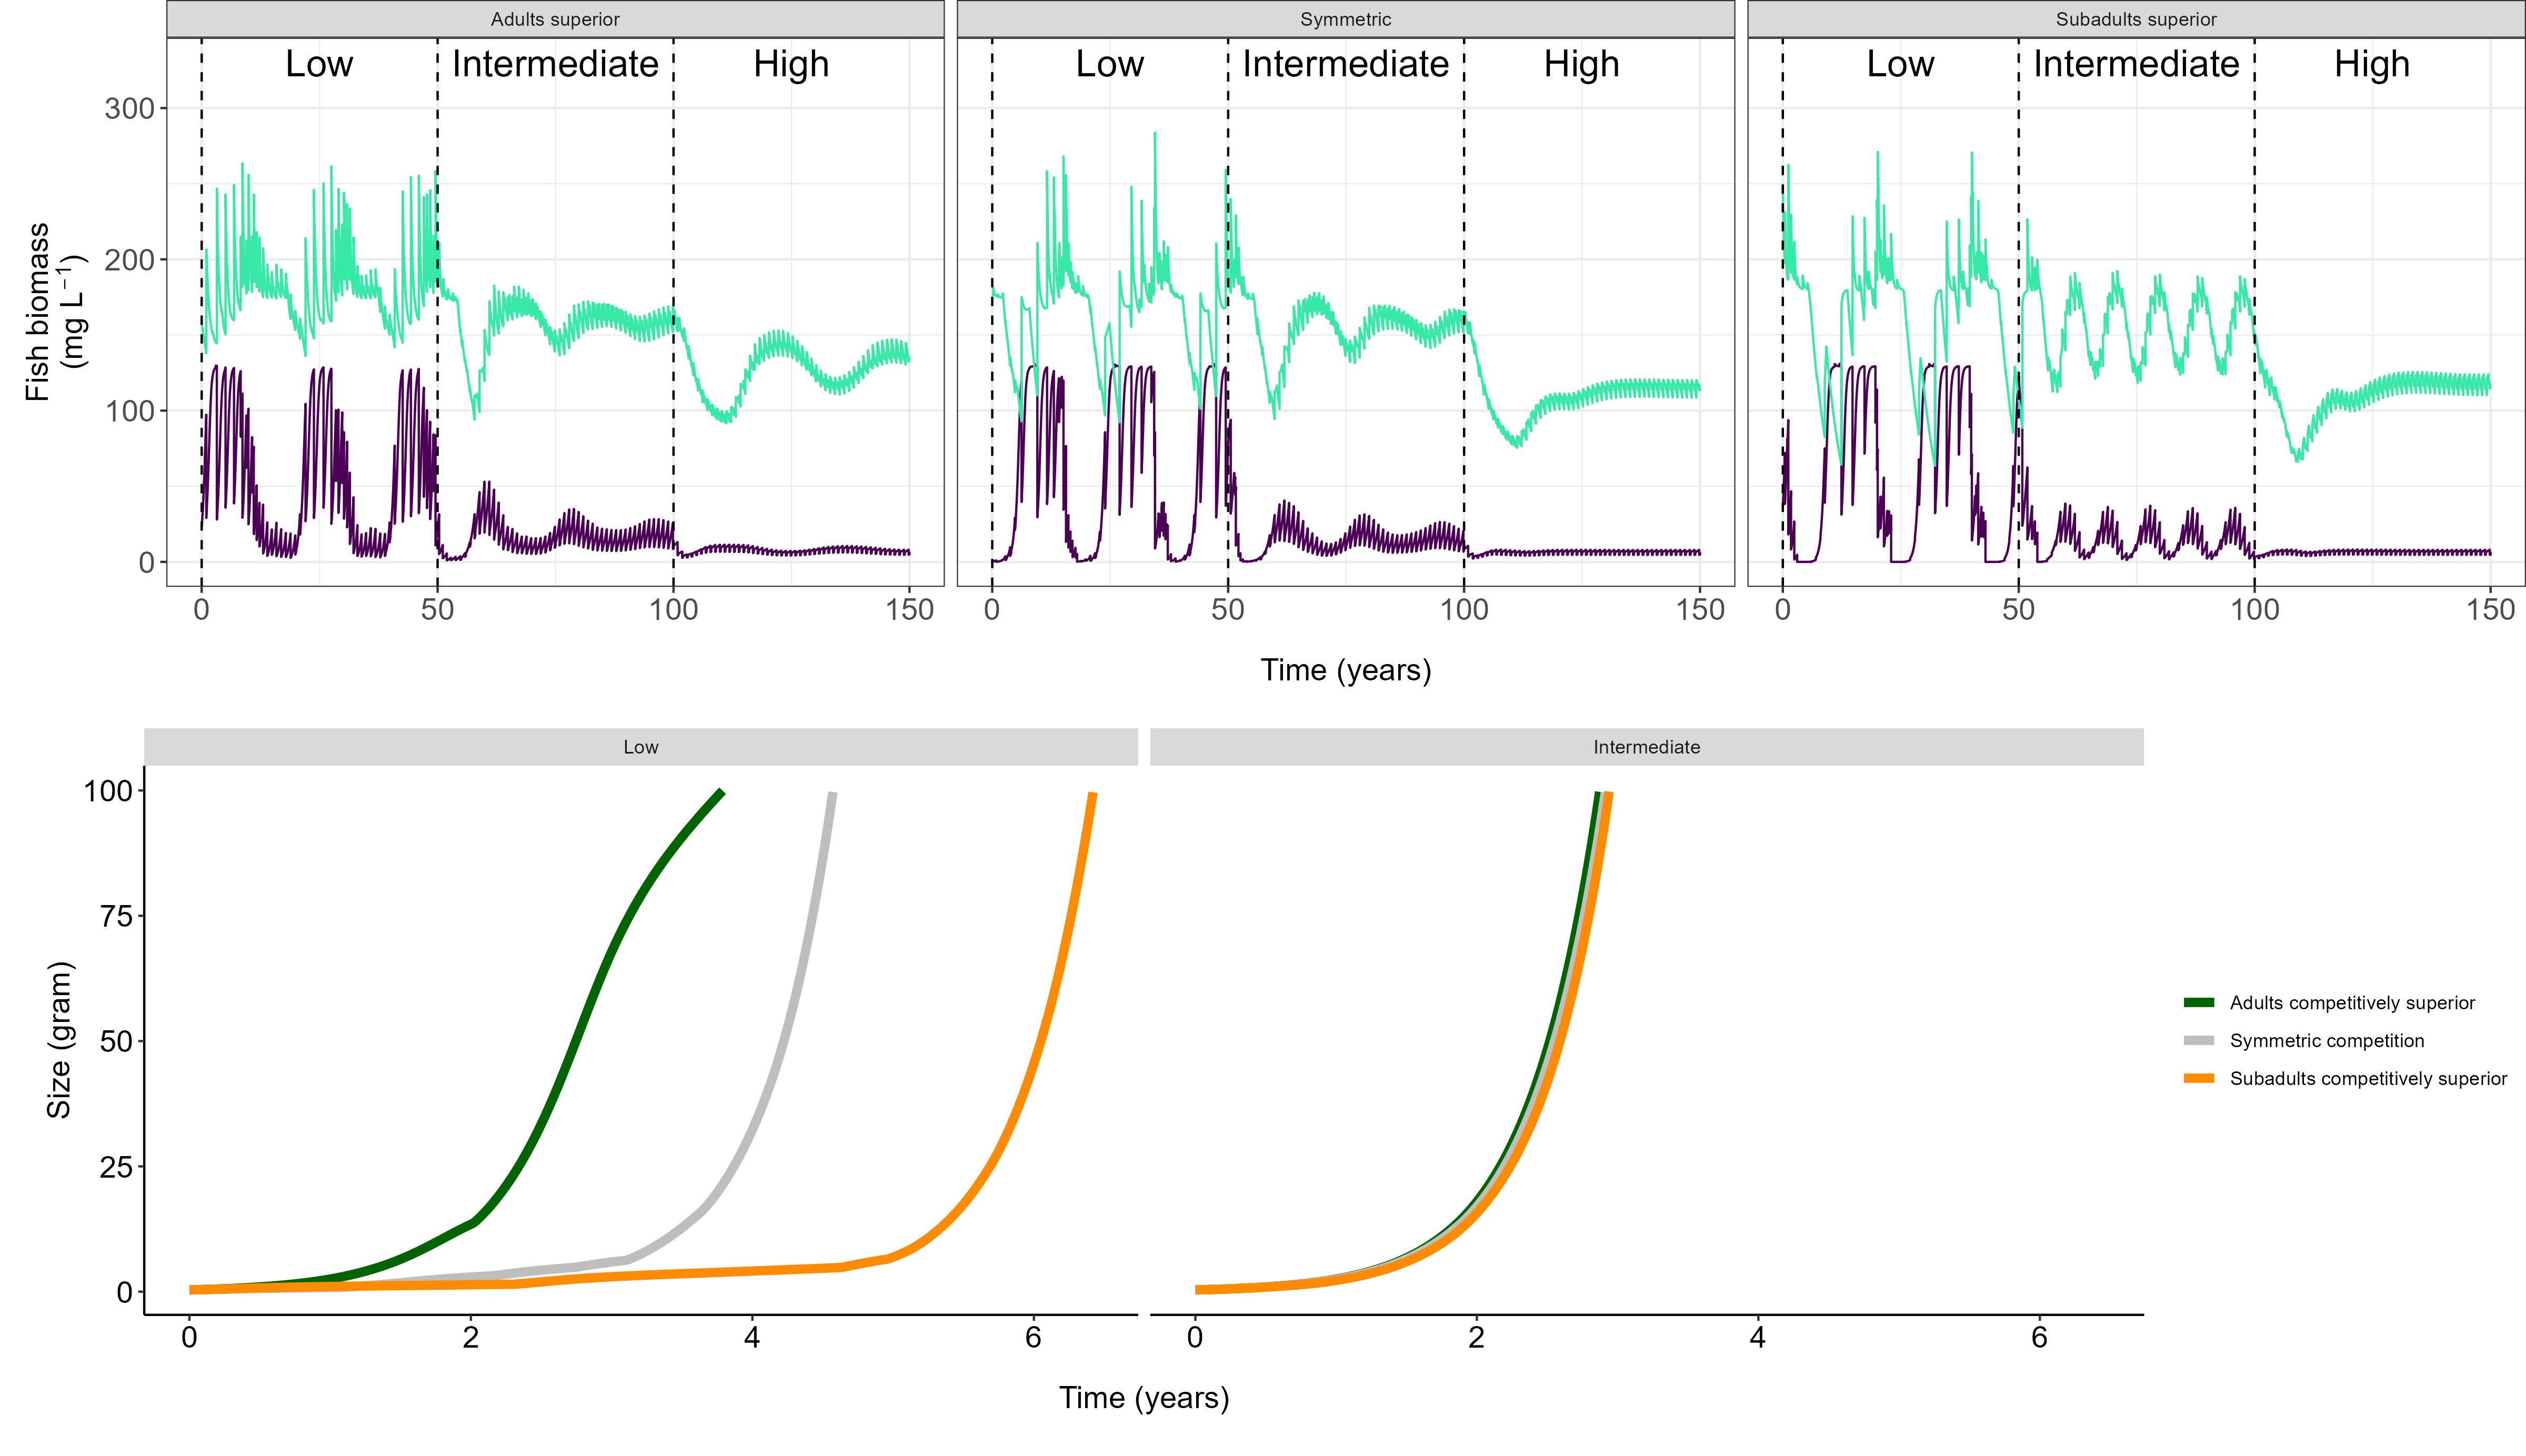 Adults superior
Symmetric
Subadults superior
Low Intermediate High
Low Intermediate High
Low Intermediate High
Fish biomass
(mg L⁻¹)
300
200
100
0
0 50 100 150
0 50 100 150
0 50 100 150
Time (years)
Low
Intermediate
Size (gram)
100
75
50
25
0
0 2 4 6
0 2 4 6
Time (years)
Adults competitively superior
Symmetric competition
Subadults competitively superior